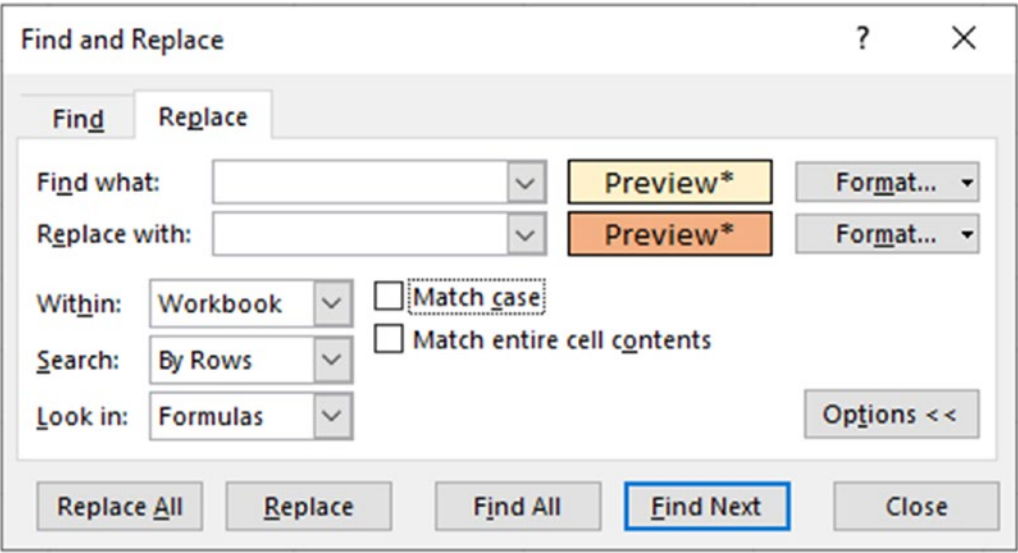 Find and Replace ?
Find Replace
Find what: Preview* Format...
Replace with: Preview* Format...
Within: Workbook Match case
Match entire cell contents
Search: By Rows
Look in: Formulas Options <<
Replace All Replace Find All Find Next Close